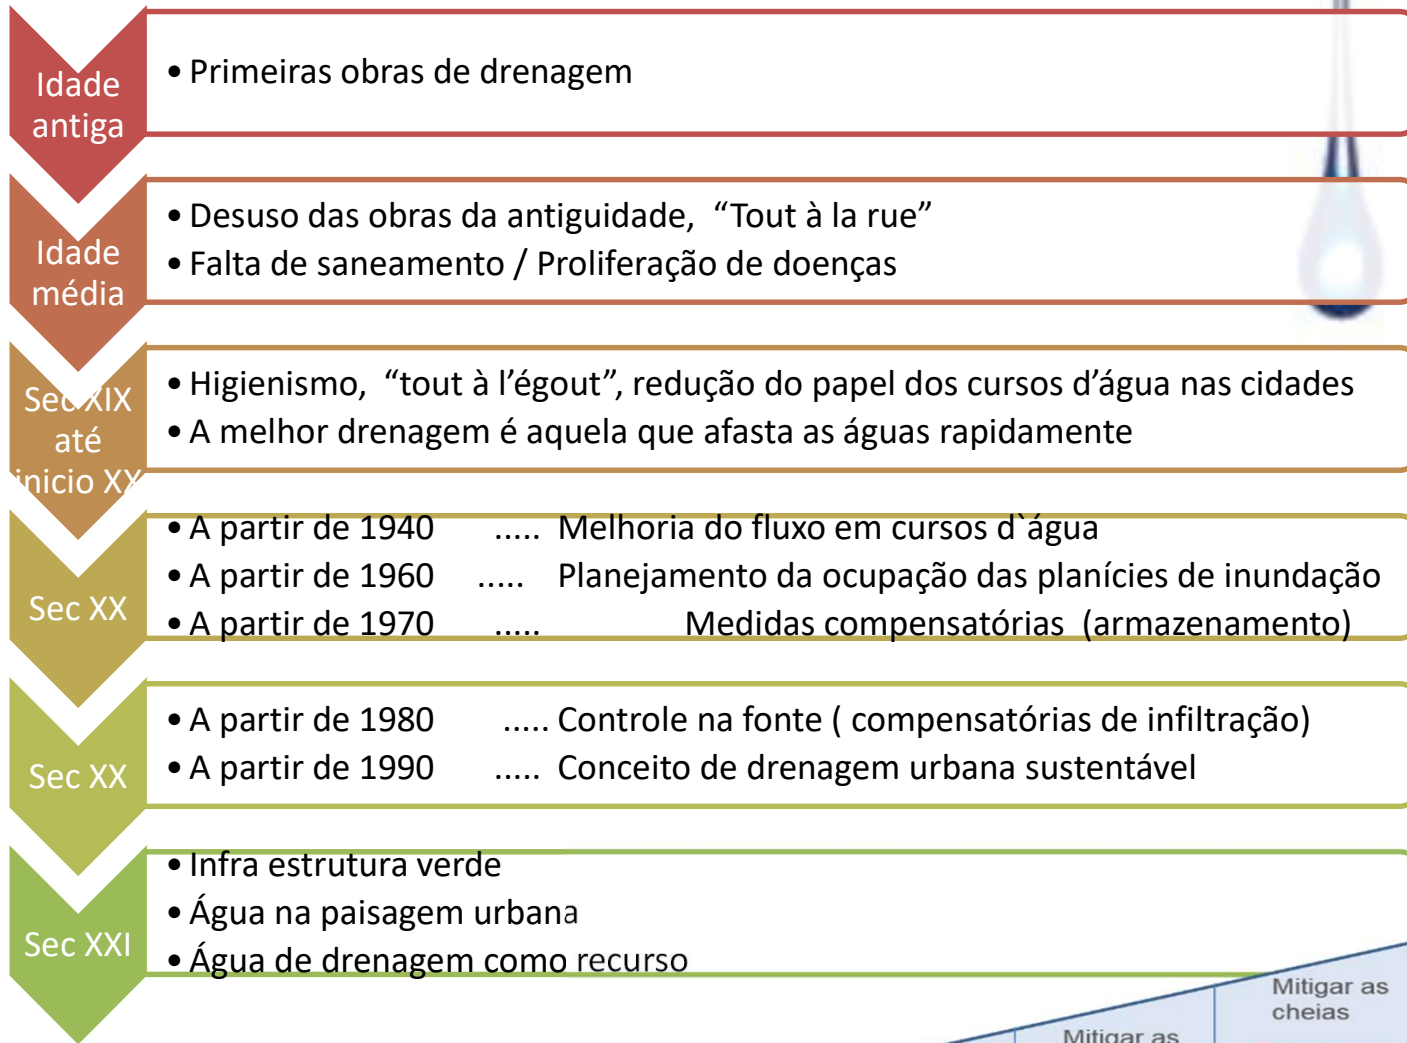 Idade
antiga
• Primeiras obras de drenagem
Idade
média
• Desuso das obras da antiguidade, “Tout à la rue”
• Falta de saneamento / Proliferação de doenças
Sec XIX
até
inicio XX
• Higienismo, “tout à l’égout”, redução do papel dos cursos d’água nas cidades
• A melhor drenagem é aquela que afasta as águas rapidamente
Sec XX
• A partir de 1940 ..... Melhoria do fluxo em cursos d`água
• A partir de 1960 ..... Planejamento da ocupação das planícies de inundação
• A partir de 1970 ..... Medidas compensatórias (armazenamento)
Sec XX
• A partir de 1980 ..... Controle na fonte ( compensatórias de infiltração)
• A partir de 1990 ..... Conceito de drenagem urbana sustentável
Sec XXI
• Infra estrutura verde
• Água na paisagem urbana
• Água de drenagem como recurso
Mitigar as
cheias
Mitigar as